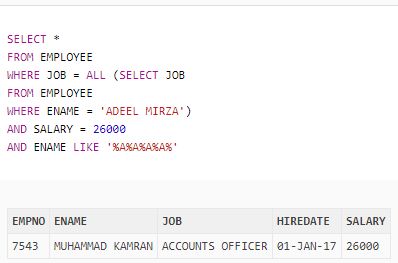 SELECT *
FROM EMPLOYEE
WHERE JOB = ALL (SELECT JOB
FROM EMPLOYEE
WHERE ENAME = 'ADEEL MIRZA')
AND SALARY = 26000
AND ENAME LIKE '%A%A%A%A%'
EMPNO ENAME JOB HIREDATE SALARY
7543 MUHAMMAD KAMRAN ACCOUNTS OFFICER 01-JAN-17 26000